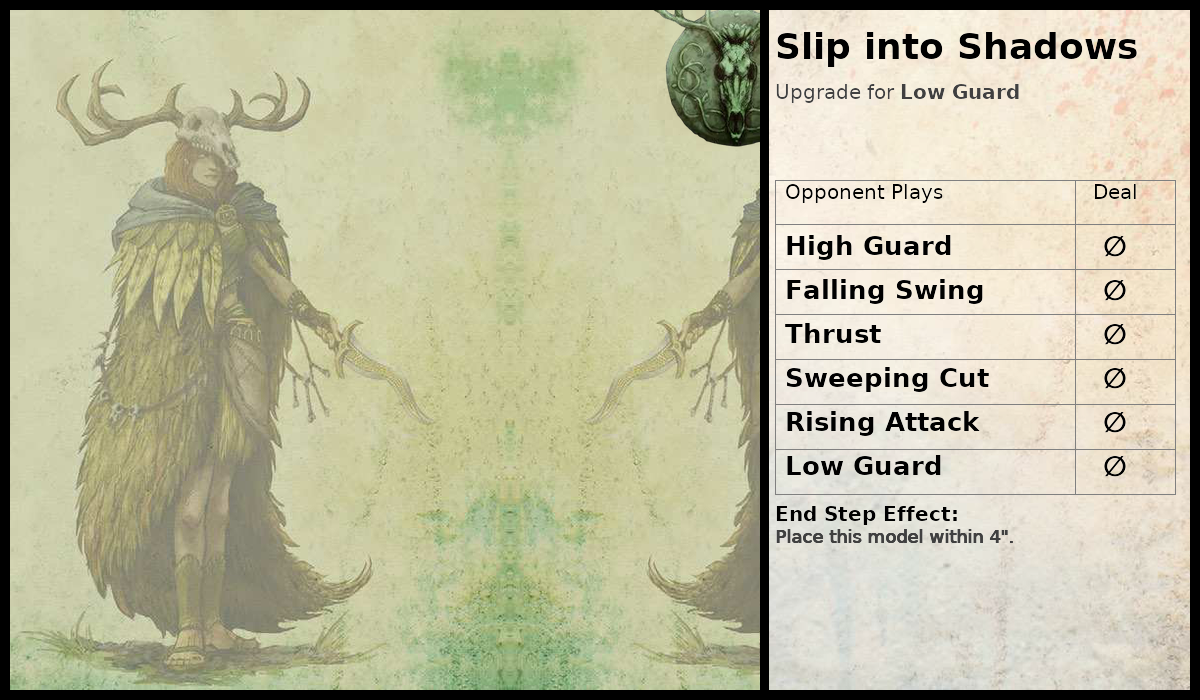 Slip into Shadows
Upgrade for Low Guard
Opponent Plays Deal
High Guard ∅
Falling Swing ∅
Thrust ∅
Sweeping Cut ∅
Rising Attack ∅
Low Guard ∅
End Step Effect:
Place this model within 4".